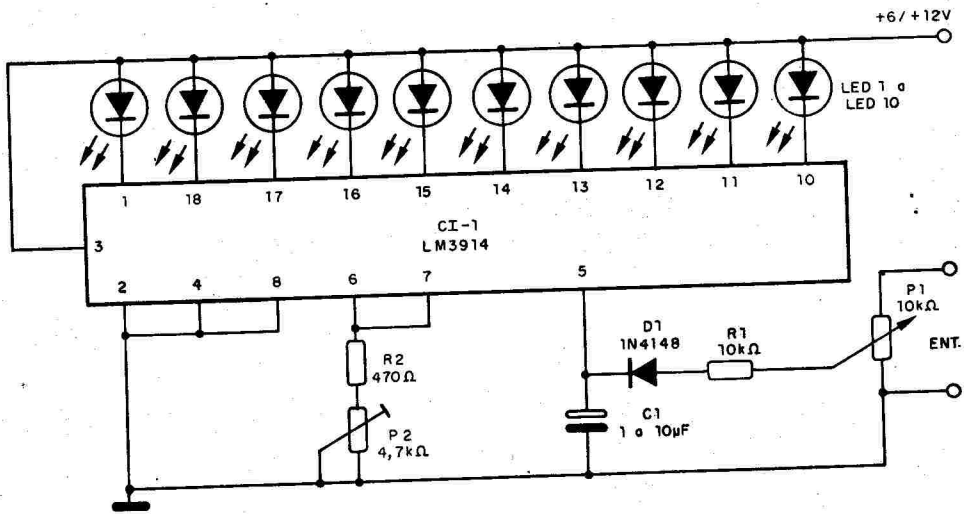 +6/+12V
LED 1 a
LED 10
1 18 17 16 15 14 13 12 11 10
CI-1
LM3914
3
2 4 8 6 7 5
P1
10kΩ
D1
1N4148
R1
10kΩ
ENT.
R2
470Ω
C1
1 a 10µF
P2
4,7kΩ